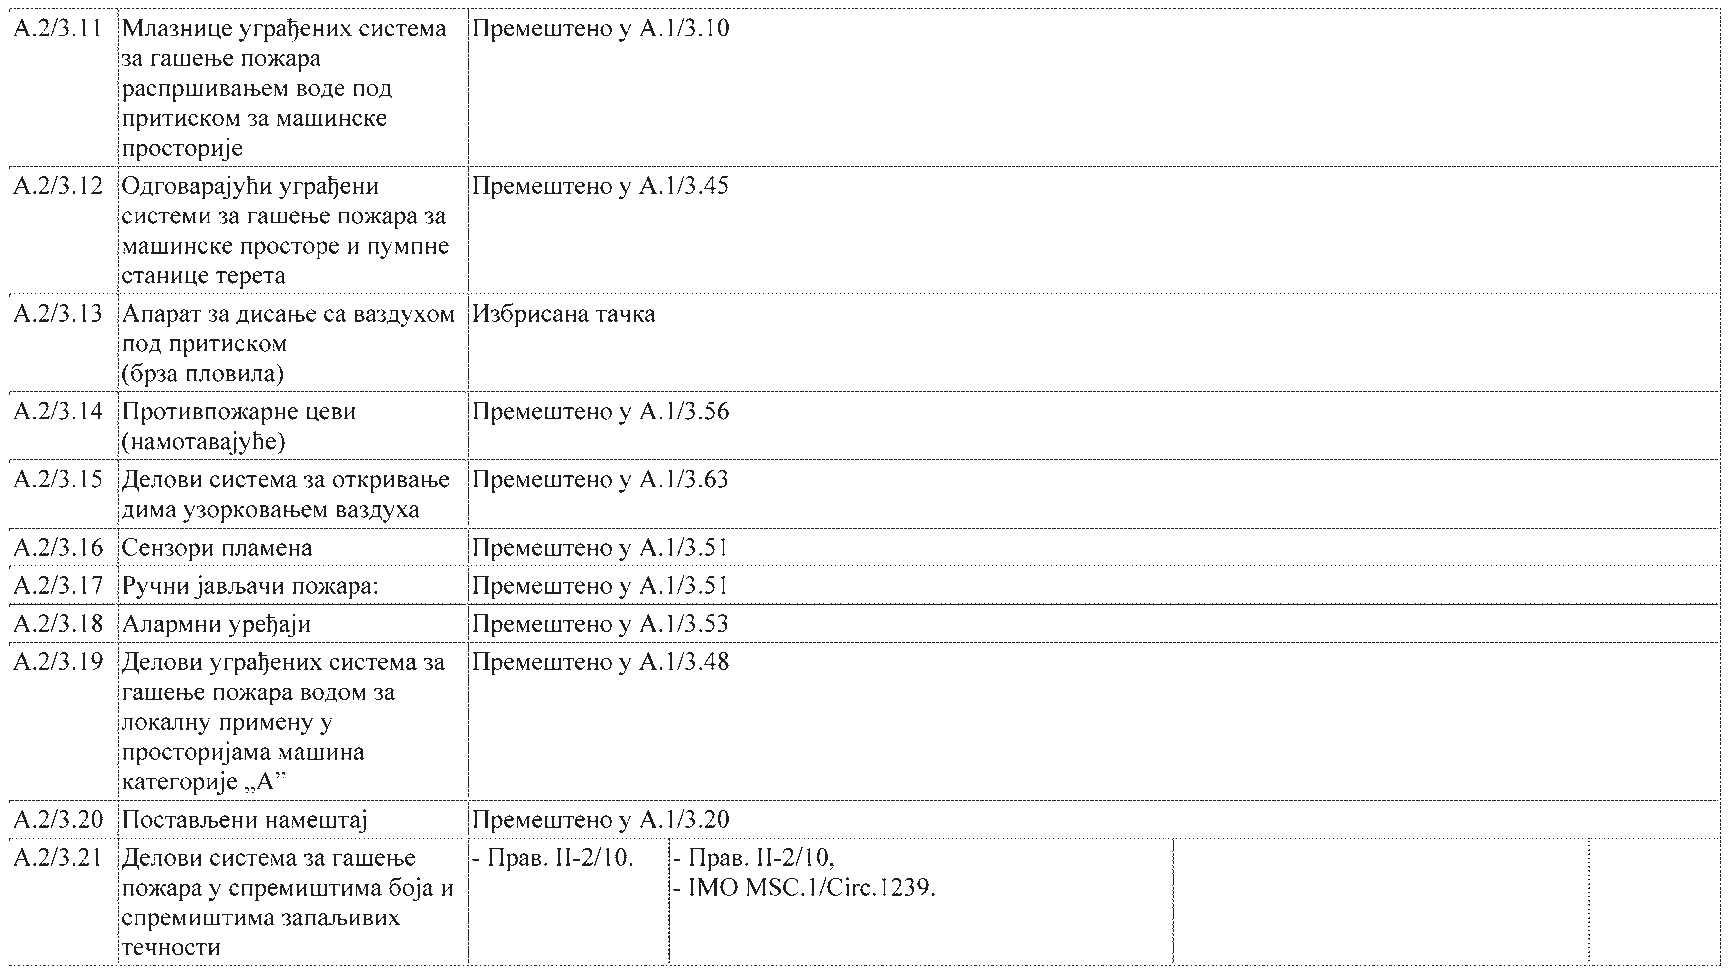 А.2/3.11 Млазнице уграђених система Премештено у А.1/3.10
за гашење пожара
распршивањем воде под
притиском за машинске
просторије
А.2/3.12 Одговарајући уграђени Премештено у А.1/3.45
системи за гашење пожара за
машинске просторе и пумпне
станице терета
А.2/3.13 Апарат за дисање са ваздухом Избрисана тачка
под притиском
(брза пловила)
А.2/3.14 Противпожарне цеви Премештено у А.1/3.56
(намотавајуће)
А.2/3.15 Делови система за откривање Премештено у А.1/3.63
дима узорковањем ваздуха
А.2/3.16 Сензори пламена Премештено у А.1/3.51
А.2/3.17 Ручни јављачи пожара: Премештено у А.1/3.51
А.2/3.18 Алармни уређаји Премештено у А.1/3.53
А.2/3.19 Делови уграђених система за Премештено у А.1/3.48
гашење пожара водом за
локалну примену у
просторијама машина
категорије „А”
А.2/3.20 Постављени намештај Премештено у А.1/3.20
А.2/3.21 Делови система за гашење - Прав. II-2/10. - Прав. II-2/10,
пожара у спремиштима боја и - IMO MSC.1/Circ.1239.
спремиштима запаљивих
течности